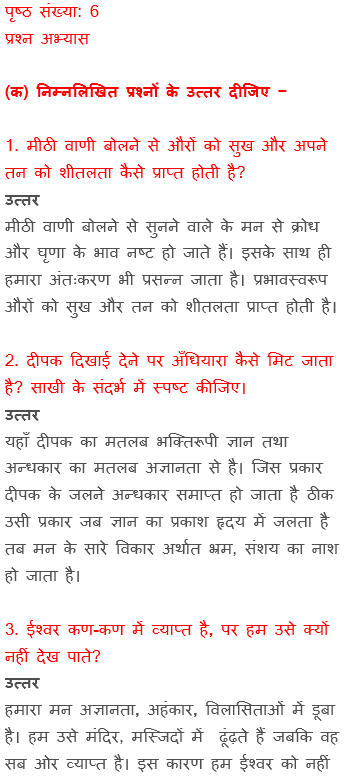 पृष्ठ संख्या: 6
प्रश्न अभ्यास
(क) निम्नलिखित प्रश्नों के उत्तर दीजिए −
1. मीठी वाणी बोलने से औरों को सुख और अपने
तन को शीतलता कैसे प्राप्त होती है?
उत्तर
मीठी वाणी बोलने से सुनने वाले के मन से क्रोध
और घृणा के भाव नष्ट हो जाते हैं। इसके साथ ही
हमारा अंतःकरण भी प्रसन्न जाता है। प्रभावस्वरूप
औरों को सुख और तन को शीतलता प्राप्त होती है।
2. दीपक दिखाई देने पर अँधियारा कैसे मिट जाता
है? साखी के संदर्भ में स्पष्ट कीजिए।
उत्तर
यहाँ दीपक का मतलब भक्तिरूपी ज्ञान तथा
अन्धकार का मतलब अज्ञानता से है। जिस प्रकार
दीपक के जलने अन्धकार समाप्त हो जाता है ठीक
उसी प्रकार जब ज्ञान का प्रकाश हृदय में जलता है
तब मन के सारे विकार अर्थात भ्रम, संशय का नाश
हो जाता है।
3. ईश्वर कण-कण में व्याप्त है, पर हम उसे क्यों
नहीं देख पाते?
उत्तर
हमारा मन अज्ञानता, अहंकार, विलासिताओं में डूबा
है। हम उसे मंदिर, मस्जिदों में ढूंढ़ते हैं जबकि वह
सब ओर व्याप्त है। इस कारण हम ईश्वर को नहीं